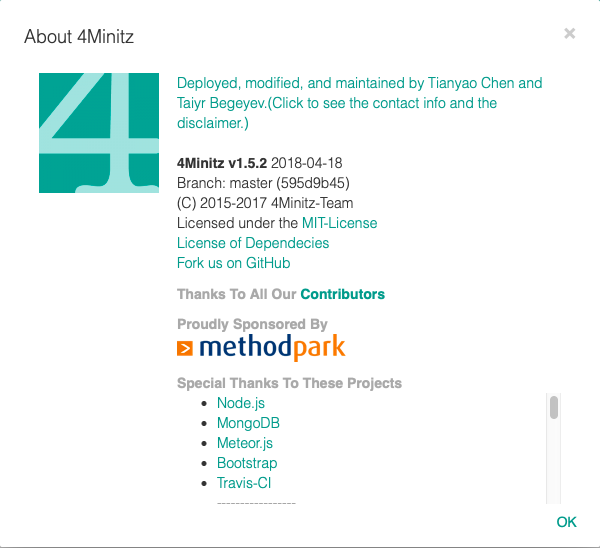 About 4Minitz
×
4
Deployed, modified, and maintained by Tianyao Chen and
Taiyr Begeyev.(Click to see the contact info and the
disclaimer.)
4Minitz v1.5.2 2018-04-18
Branch: master (595d9b45)
(C) 2015-2017 4Minitz-Team
Licensed under the MIT-License
License of Dependecies
Fork us on GitHub
Thanks To All Our Contributors
Proudly Sponsored By
methodpark
Special Thanks To These Projects
• Node.js
• MongoDB
• Meteor.js
• Bootstrap
• Travis-CI
-----------------
OK